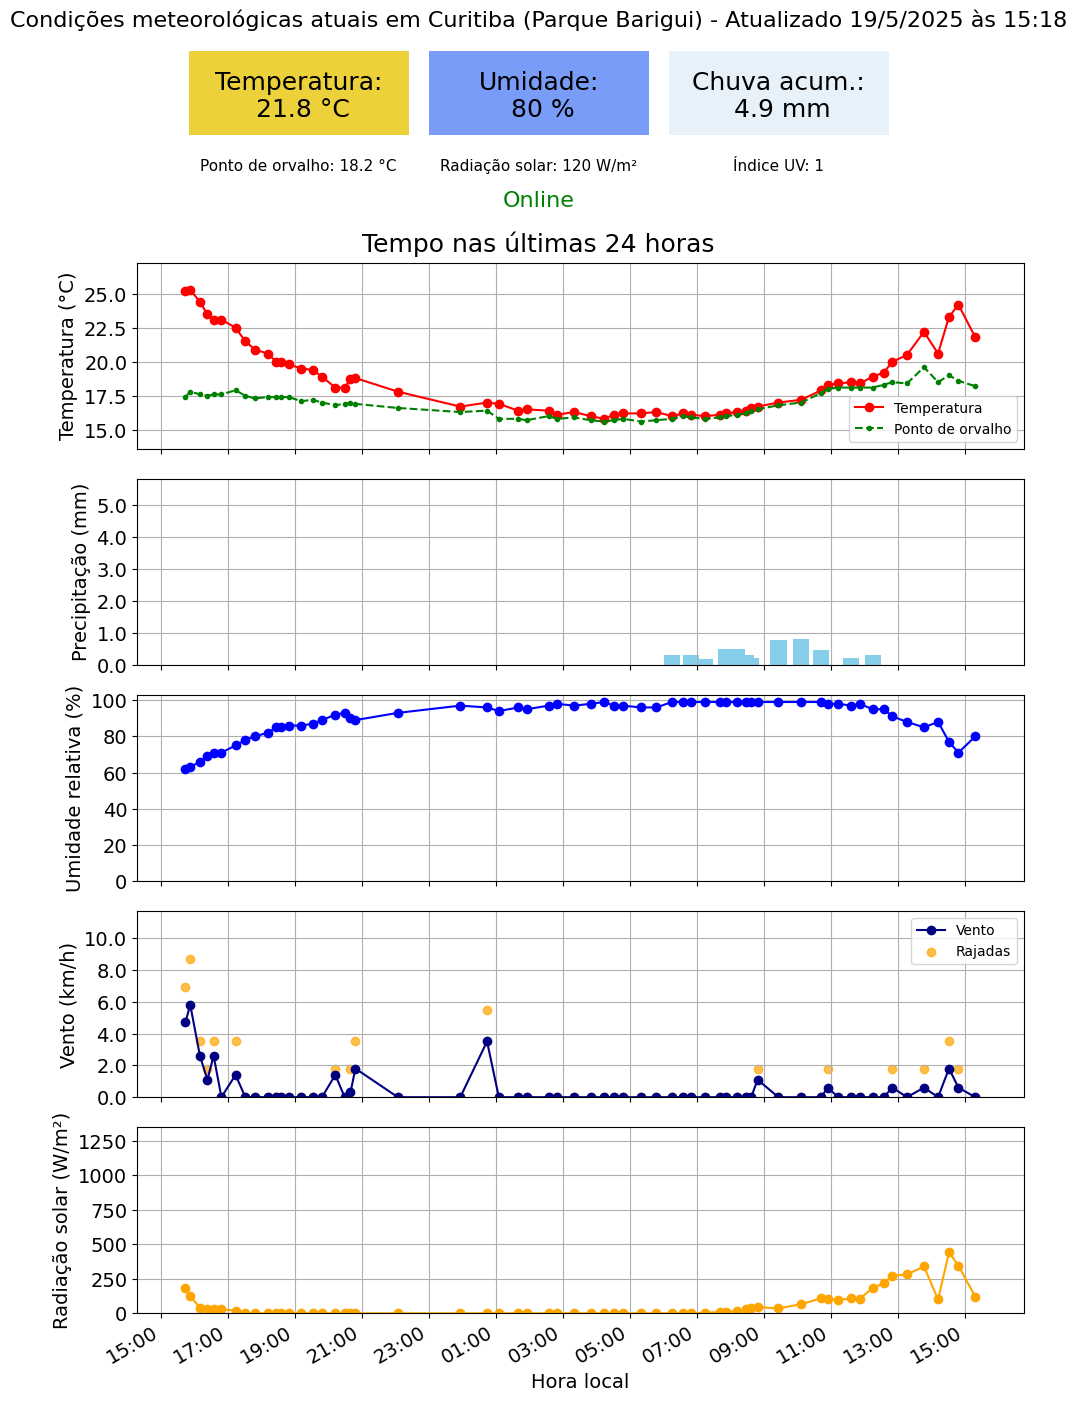 Condições meteorológicas atuais em Curitiba (Parque Barigui) - Atualizado 19/5/2025 às 15:18
Temperatura:
21.8 °C
Umidade:
80 %
Chuva acum.:
4.9 mm
Ponto de orvalho: 18.2 °C
Radiação solar: 120 W/m²
Índice UV: 1
Online
Tempo nas últimas 24 horas
Temperatura (°C)
25.0
22.5
20.0
17.5
15.0
Temperatura
Ponto de orvalho
Precipitação (mm)
5.0
4.0
3.0
2.0
1.0
0.0
Umidade relativa (%)
100
80
60
40
20
0
Vento (km/h)
10.0
8.0
6.0
4.0
2.0
0.0
Vento
Rajadas
Radiação solar (W/m²)
1250
1000
750
500
250
0
15:00
17:00
19:00
21:00
23:00
01:00
03:00
05:00
07:00
09:00
11:00
13:00
15:00
Hora local